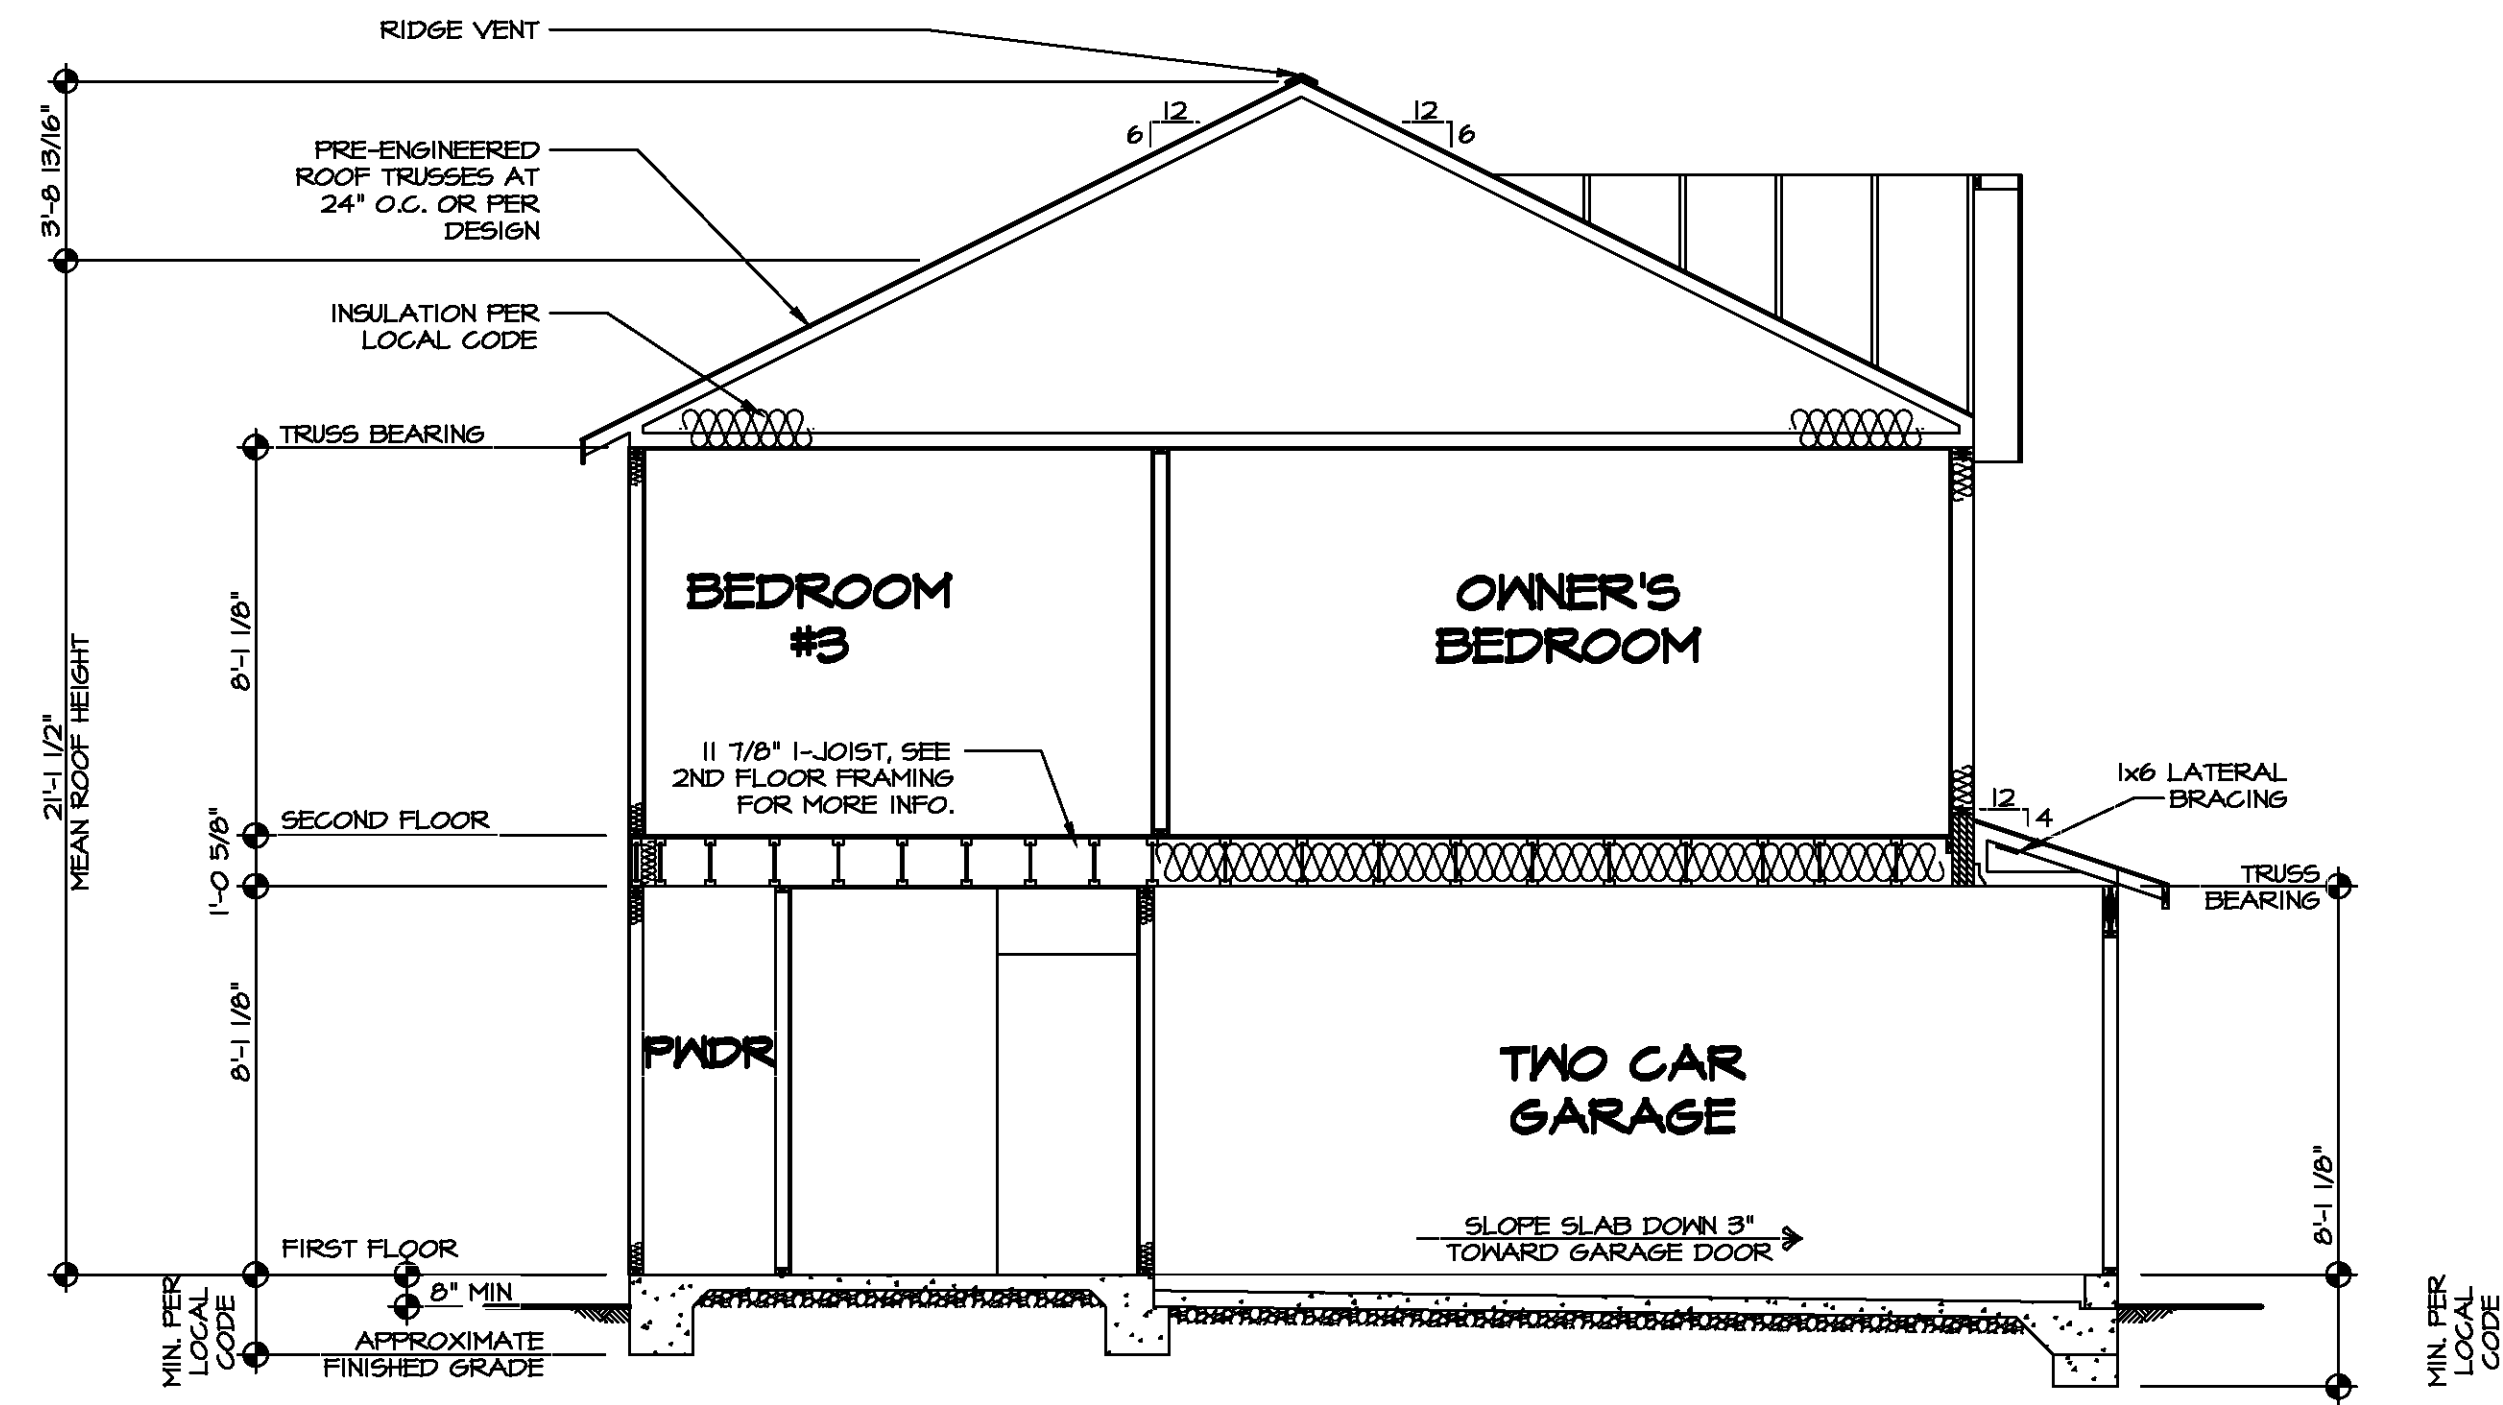 RIDGE VENT
12
6
12
6
3'-8 13/16"
PRE-ENGINEERED
ROOF TRUSSES AT
24" O.C. OR PER
DESIGN
INSULATION PER
LOCAL CODE
TRUSS BEARING
8'-1 1/8"
BEDROOM
#3
OWNER'S
BEDROOM
21'-1 1/2"
MEAN ROOF HEIGHT
11 7/8" I-JOIST, SEE
2ND FLOOR FRAMING
FOR MORE INFO.
1x6 LATERAL
BRACING
12
4
SECOND FLOOR
1'-0 5/8"
TRUSS
BEARING
8'-1 1/8"
PWDR
TWO CAR
GARAGE
8'-1 1/8"
SLOPE SLAB DOWN 3"
TOWARD GARAGE DOOR
FIRST FLOOR
8" MIN
MIN. PER
LOCAL
CODE
APPROXIMATE
FINISHED GRADE
MIN. PER
LOCAL
CODE